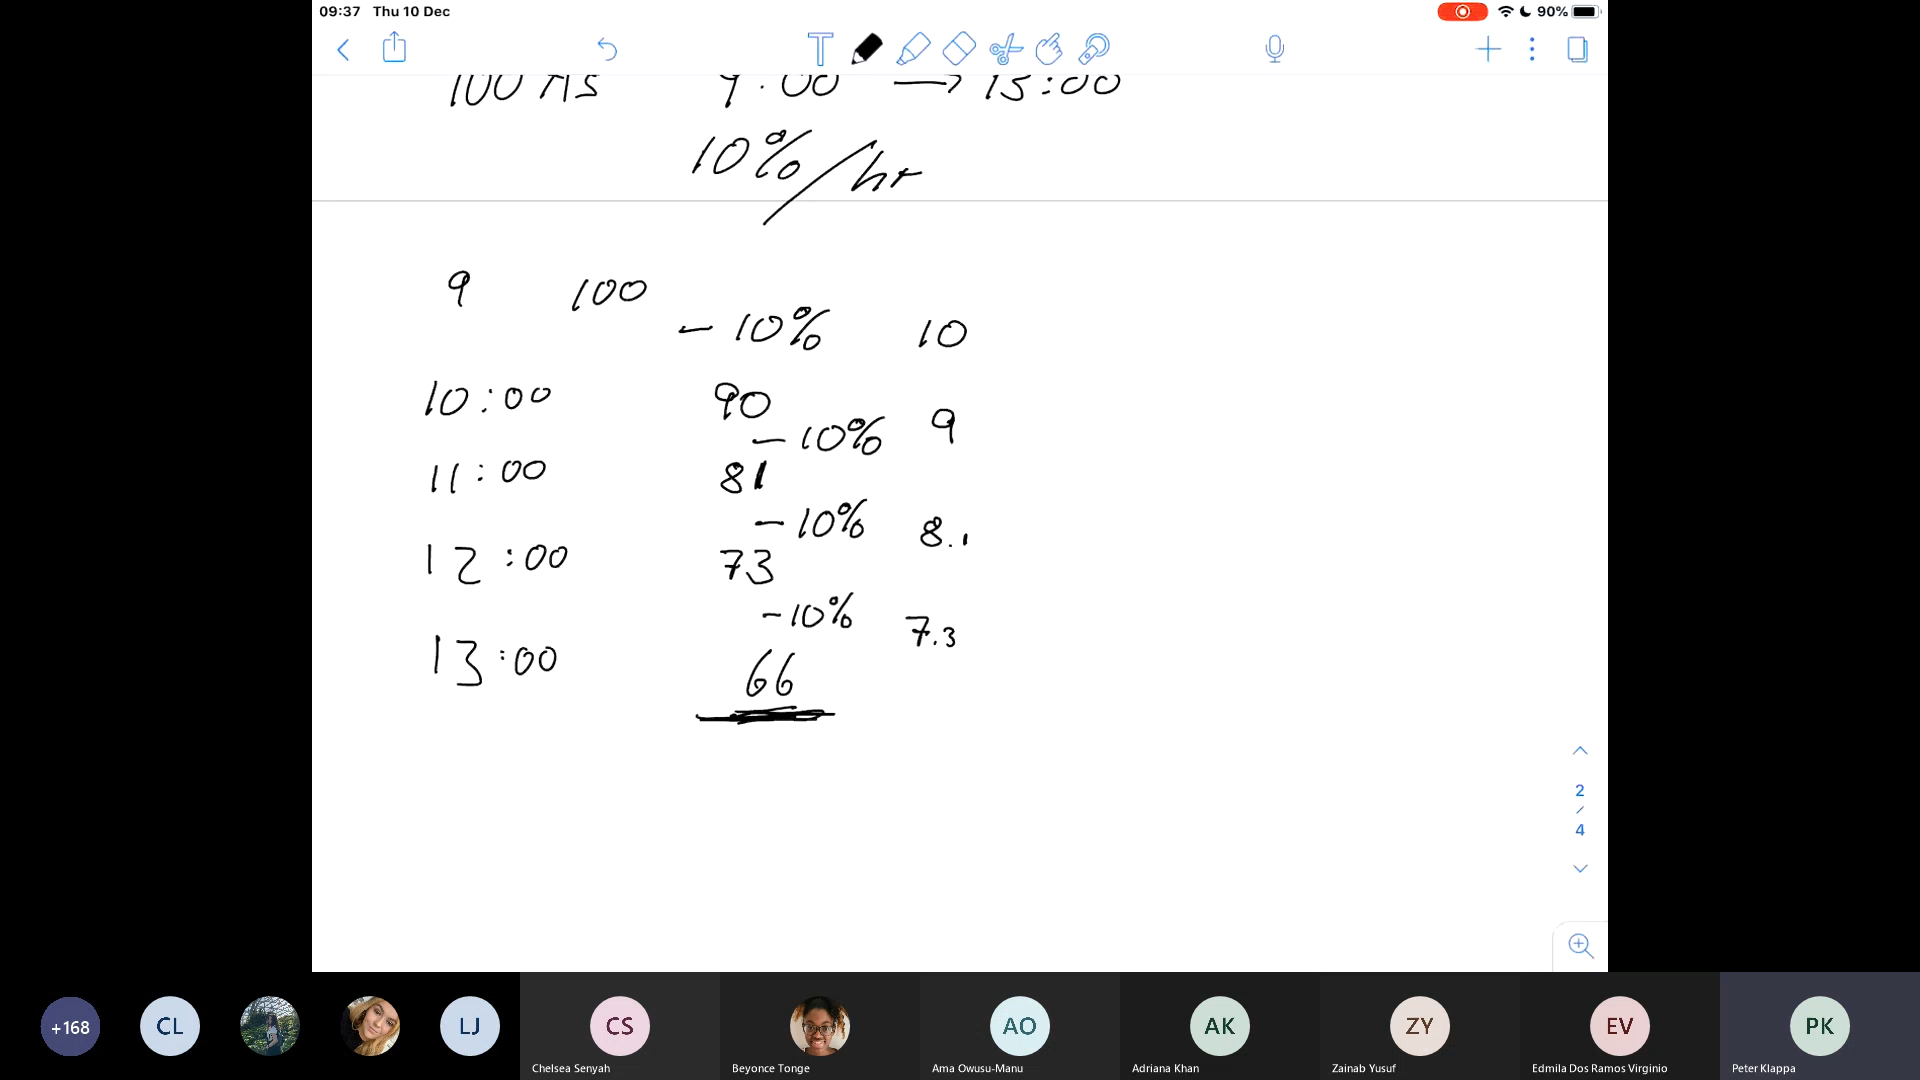 09:37 Thu 10 Dec 90%
T
9:00 → 15:00
10%/hr
9 100
- 10% 10
10:00 90
- 10% 9
11:00 81
- 10% 8.1
12:00 73
- 10% 7.3
13:00 66
2
/
4
+168 CL LJ CS AO AK ZY EV PK
Chelsea Senyah Beyonce Tonge Ama Owusu-Manu Adriana Khan Zainab Yusuf Edmila Dos Ramos Virginio Peter Klappa